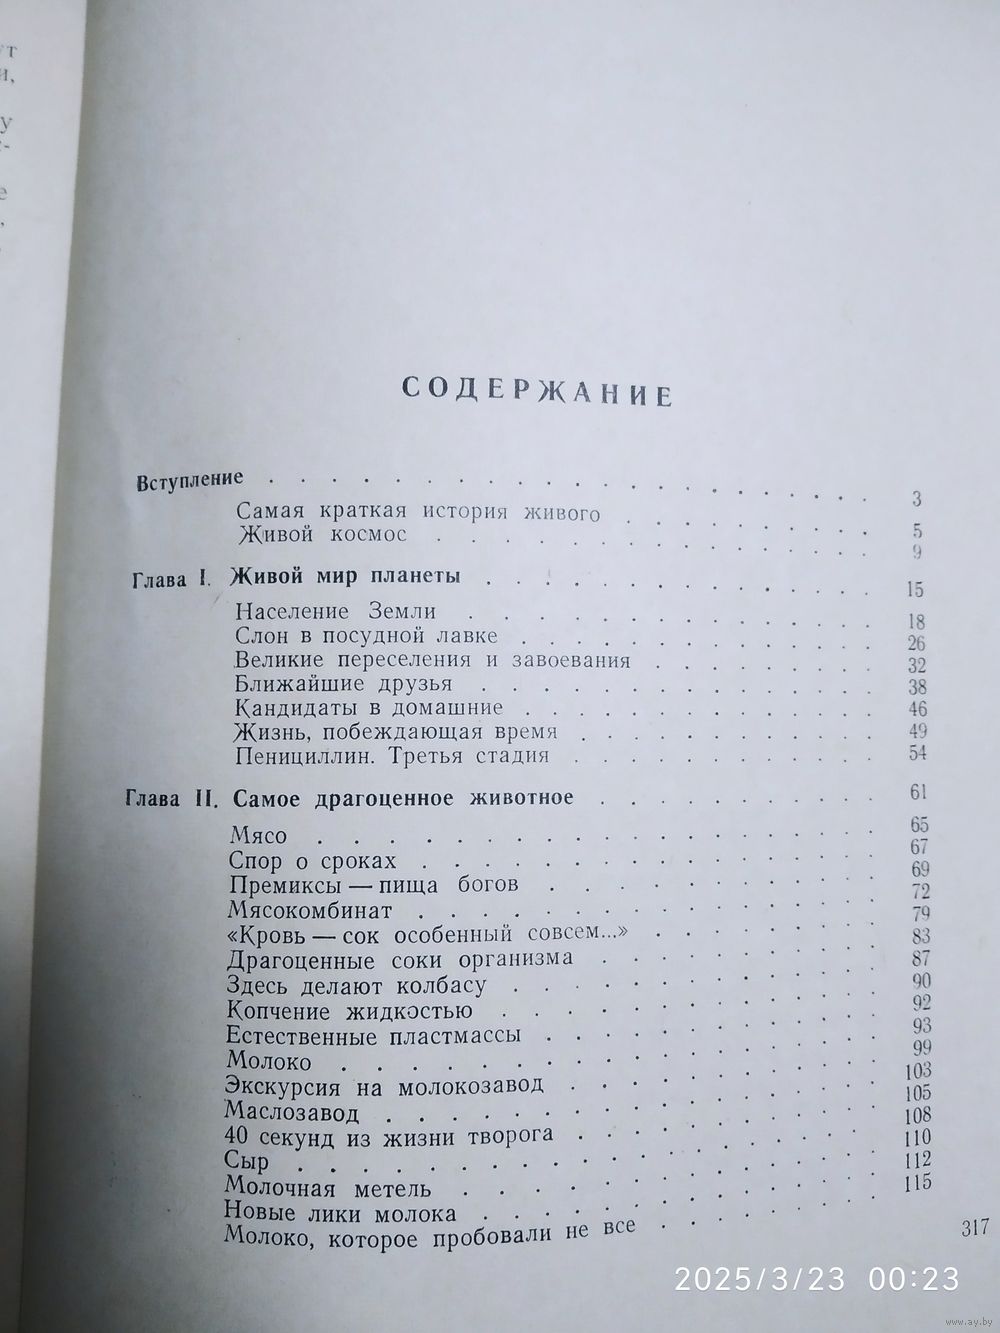 СОДЕРЖАНИЕ
Вступление . . . . . . . . . . . . . . . 3
Самая краткая история живого . . . . . . . 5
Живой космос . . . . . . . . . . . 9
Глава I. Живой мир планеты . . . . . . . . . . 15
Население Земли . . . . . . . . . . 18
Слон в посудной лавке . . . . . . . . . 26
Великие переселения и завоевания . . . . . . 32
Ближайшие друзья . . . . . . . . . . 38
Кандидаты в домашние . . . . . . . . . 46
Жизнь, побеждающая время . . . . . . . . 49
Пенициллин. Третья стадия . . . . . . . . 54
Глава II. Самое драгоценное животное . . . . . . . 61
Мясо . . . . . . . . . . . . . . 65
Спор о сроках . . . . . . . . . . . 67
Премиксы — пища богов . . . . . . . . 69
Мясокомбинат . . . . . . . . . . . 72
«Кровь — сок особенный совсем...» . . . . . . 79
Драгоценные соки организма . . . . . . . 83
Здесь делают колбасу . . . . . . . . . 87
Копчение жидкостью . . . . . . . . . 90
Естественные пластмассы . . . . . . . . 92
Молоко . . . . . . . . . . . . . 93
Экскурсия на молокозавод . . . . . . . . 99
Маслозавод . . . . . . . . . . . . 103
40 секунд из жизни творога . . . . . . . 105
Сыр . . . . . . . . . . . . . . 108
Молочная метель . . . . . . . . . . 110
Новые лики молока . . . . . . . . . 112
Молоко, которое пробовали не все . . . . . . 115
317
2025/3/23 00:23
www.ay.by